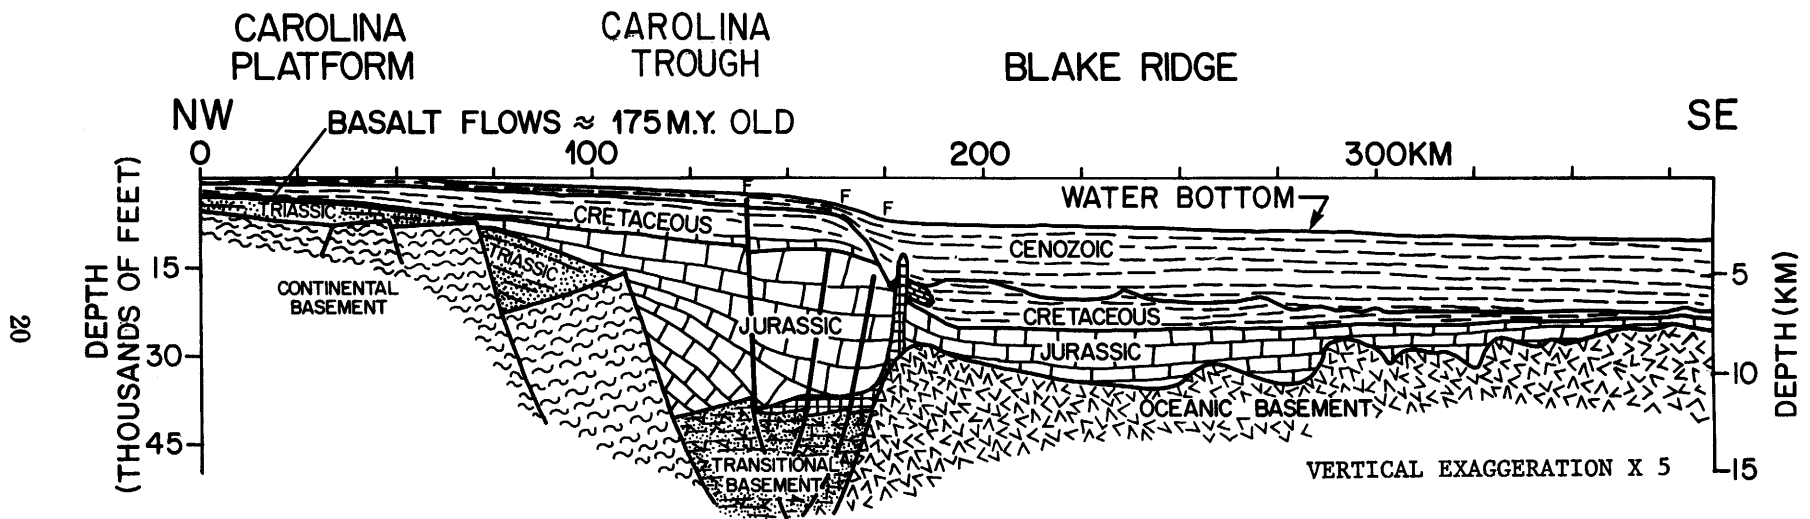 CAROLINA
PLATFORM
CAROLINA
TROUGH
BLAKE RIDGE
NW
SE
BASALT FLOWS ≈ 175 M.Y. OLD
0
100
200
300KM
WATER BOTTOM
F
F
F
TRIASSIC
CRETACEOUS
CENOZOIC
TRIASSIC
CONTINENTAL
BASEMENT
CRETACEOUS
JURASSIC
JURASSIC
OCEANIC BASEMENT
TRANSITIONAL
BASEMENT
VERTICAL EXAGGERATION X 5
DEPTH
(THOUSANDS OF FEET)
15
30
45
5
10
15
DEPTH (KM)
20